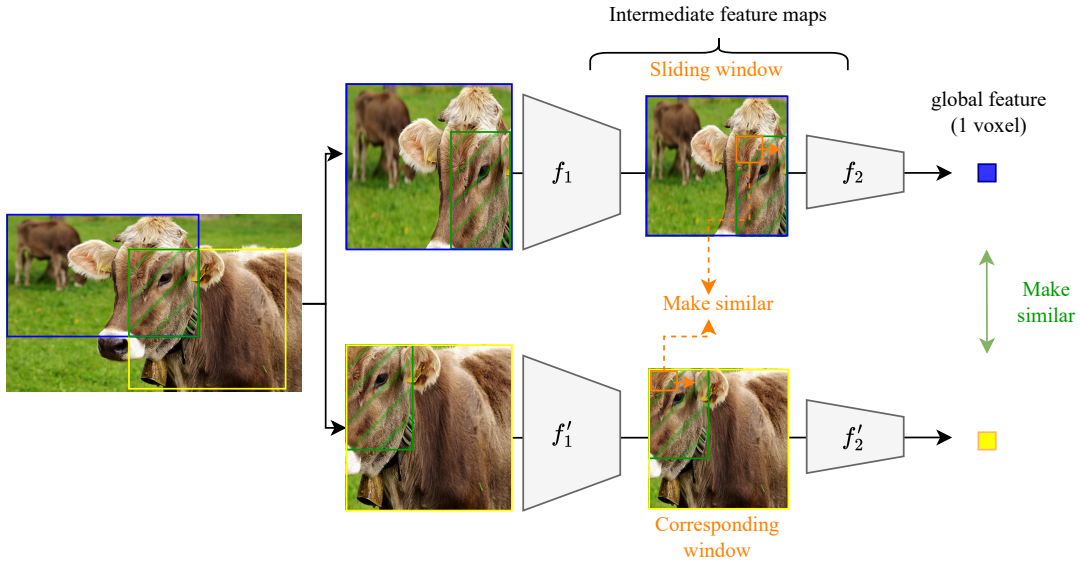 Intermediate feature maps
Sliding window
global feature
(1 voxel)
f₁
f₂
Make similar
Make
similar
f₁′
f₂′
Corresponding
window